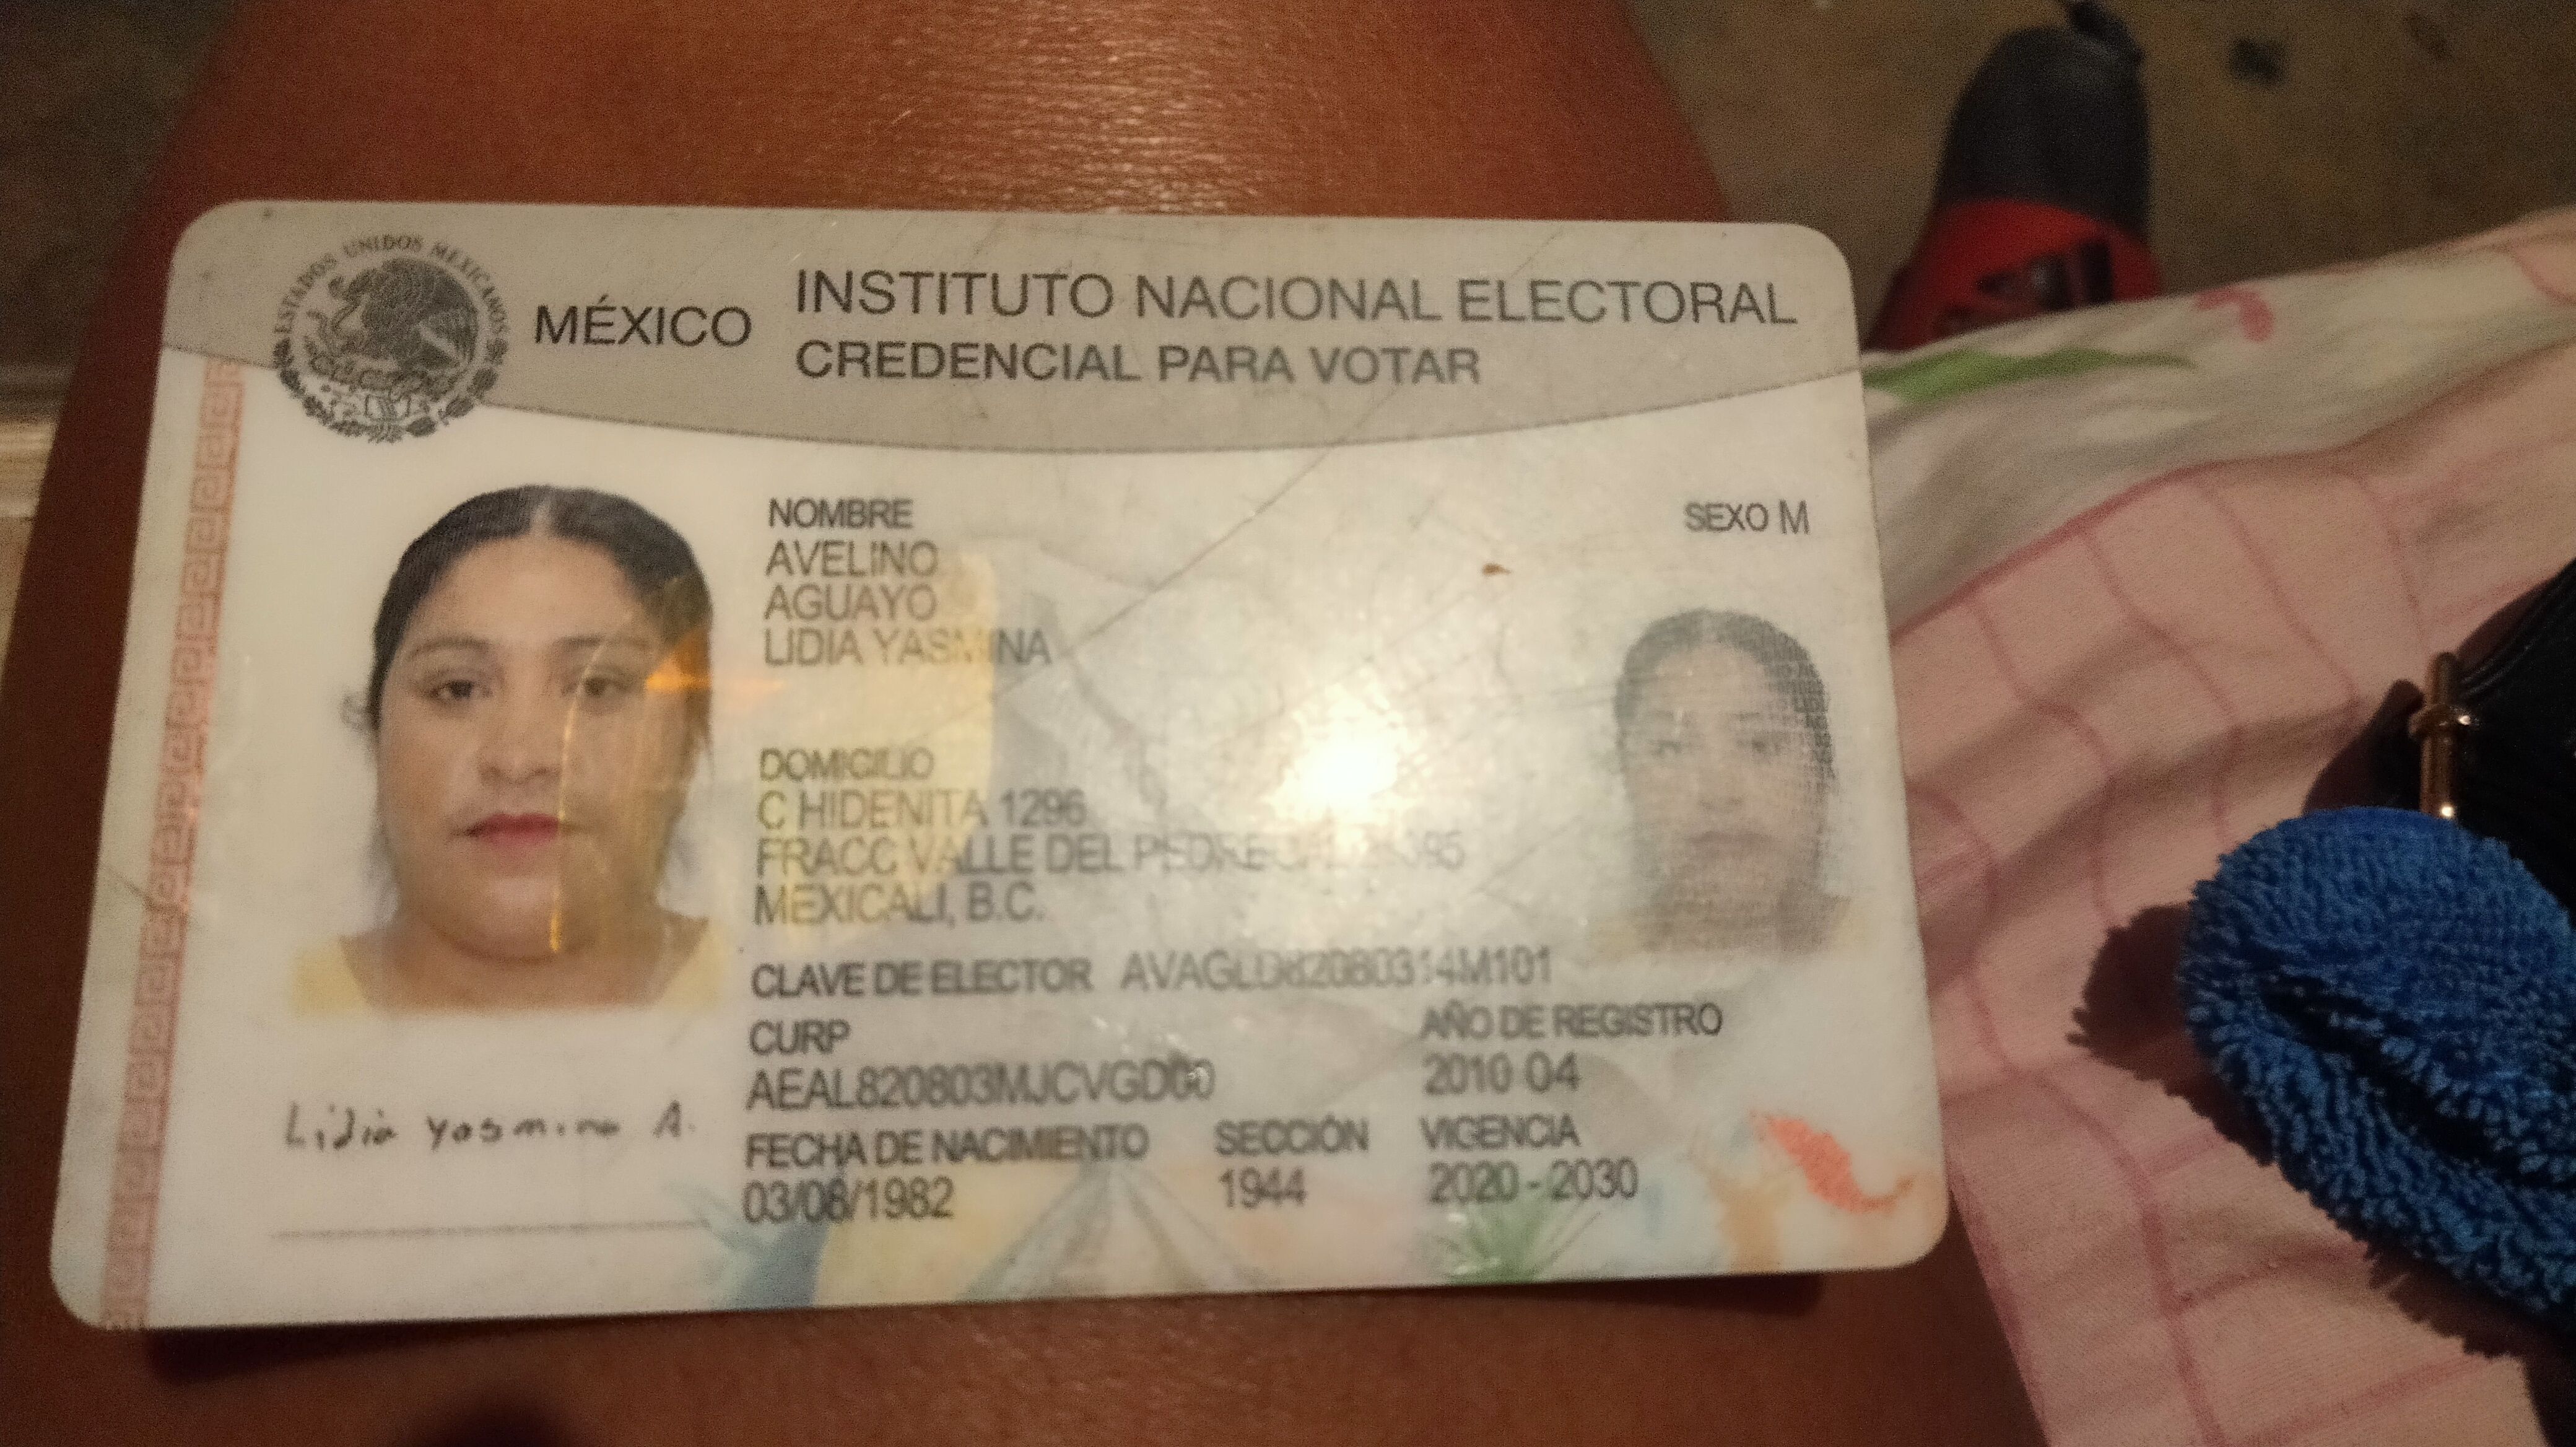 ESTADOS UNIDOS MEXICANOS
MÉXICO
INSTITUTO NACIONAL ELECTORAL
CREDENCIAL PARA VOTAR
NOMBRE
AVELINO
AGUAYO
LIDIA YASMINA
SEXO M
DOMICILIO
C HIDENITA 1296
FRACC VALLE DEL PEDREGAL
MEXICALI, B.C.
CLAVE DE ELECTOR AVAGLD82080314M101
CURP
AEAL820803MJCVGD00
AÑO DE REGISTRO
2010 04
FECHA DE NACIMIENTO
03/08/1982
SECCIÓN
1944
VIGENCIA
2020 - 2030
Lidia Yasmina A.